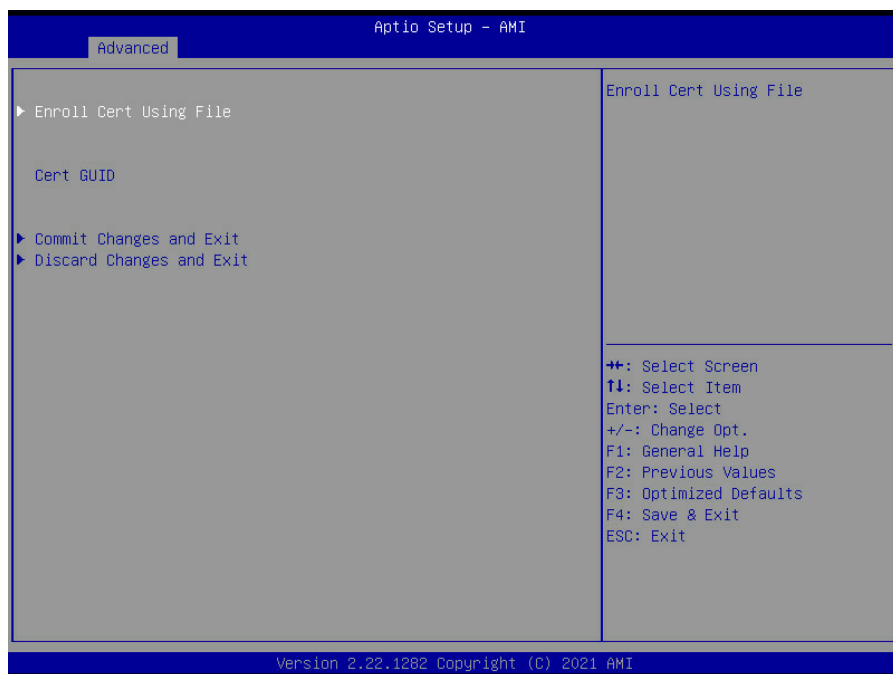 Aptio Setup – AMI
Advanced
▶ Enroll Cert Using File
Cert GUID
▶ Commit Changes and Exit
▶ Discard Changes and Exit
Enroll Cert Using File
→←: Select Screen
↑↓: Select Item
Enter: Select
+/-: Change Opt.
F1: General Help
F2: Previous Values
F3: Optimized Defaults
F4: Save & Exit
ESC: Exit
Version 2.22.1282 Copyright (C) 2021 AMI